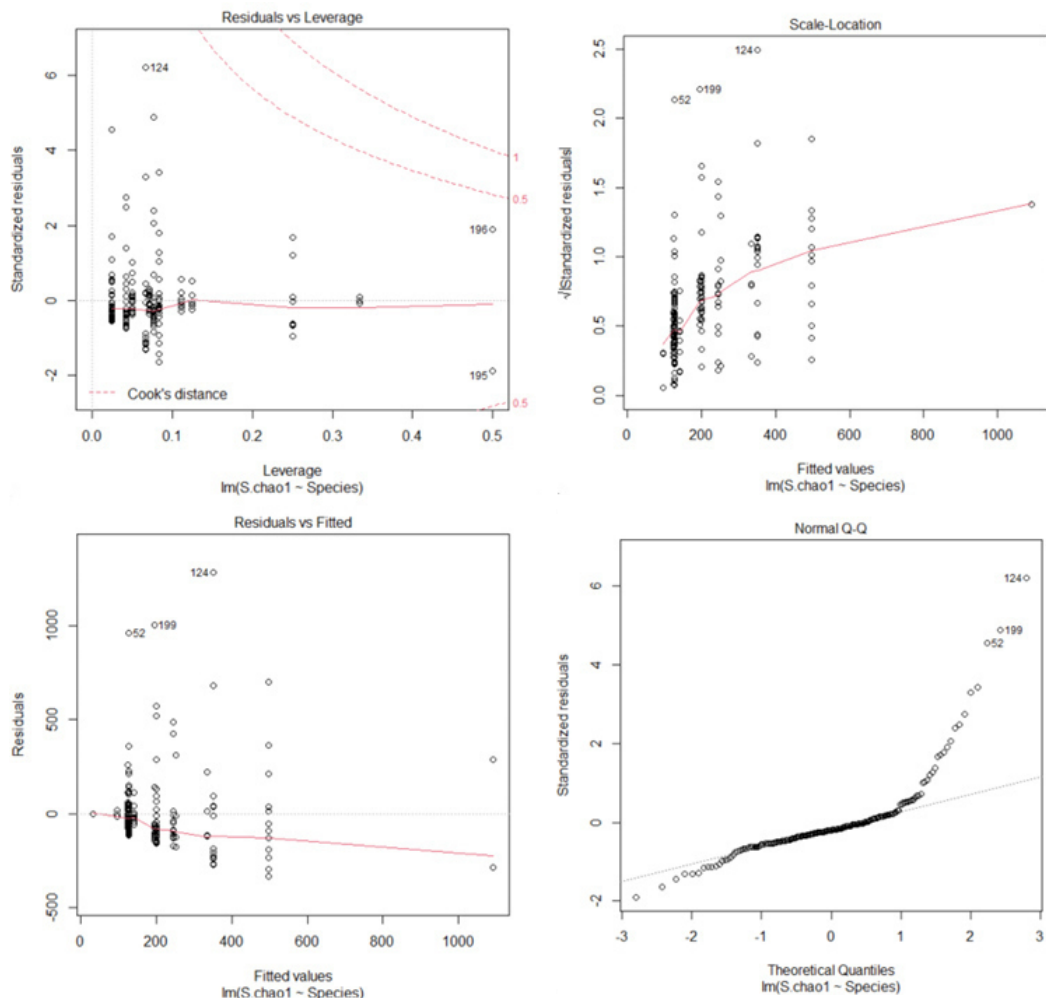 Residuals vs Leverage
Standardized residuals
6
4
2
0
-2
124
196
195
1
0.5
0.5
Cook's distance
0.0 0.1 0.2 0.3 0.4 0.5
Leverage
lm(S.chao1 ~ Species)
Scale-Location
√|Standardized residuals|
2.5
2.0
1.5
1.0
0.5
0.0
124
199
52
0 200 400 600 800 1000
Fitted values
lm(S.chao1 ~ Species)
Residuals vs Fitted
Residuals
1000
500
0
-500
124
199
52
0 200 400 600 800 1000
Fitted values
lm(S.chao1 ~ Species)
Normal Q-Q
Standardized residuals
6
4
2
0
-2
124
199
52
-3 -2 -1 0 1 2 3
Theoretical Quantiles
lm(S.chao1 ~ Species)